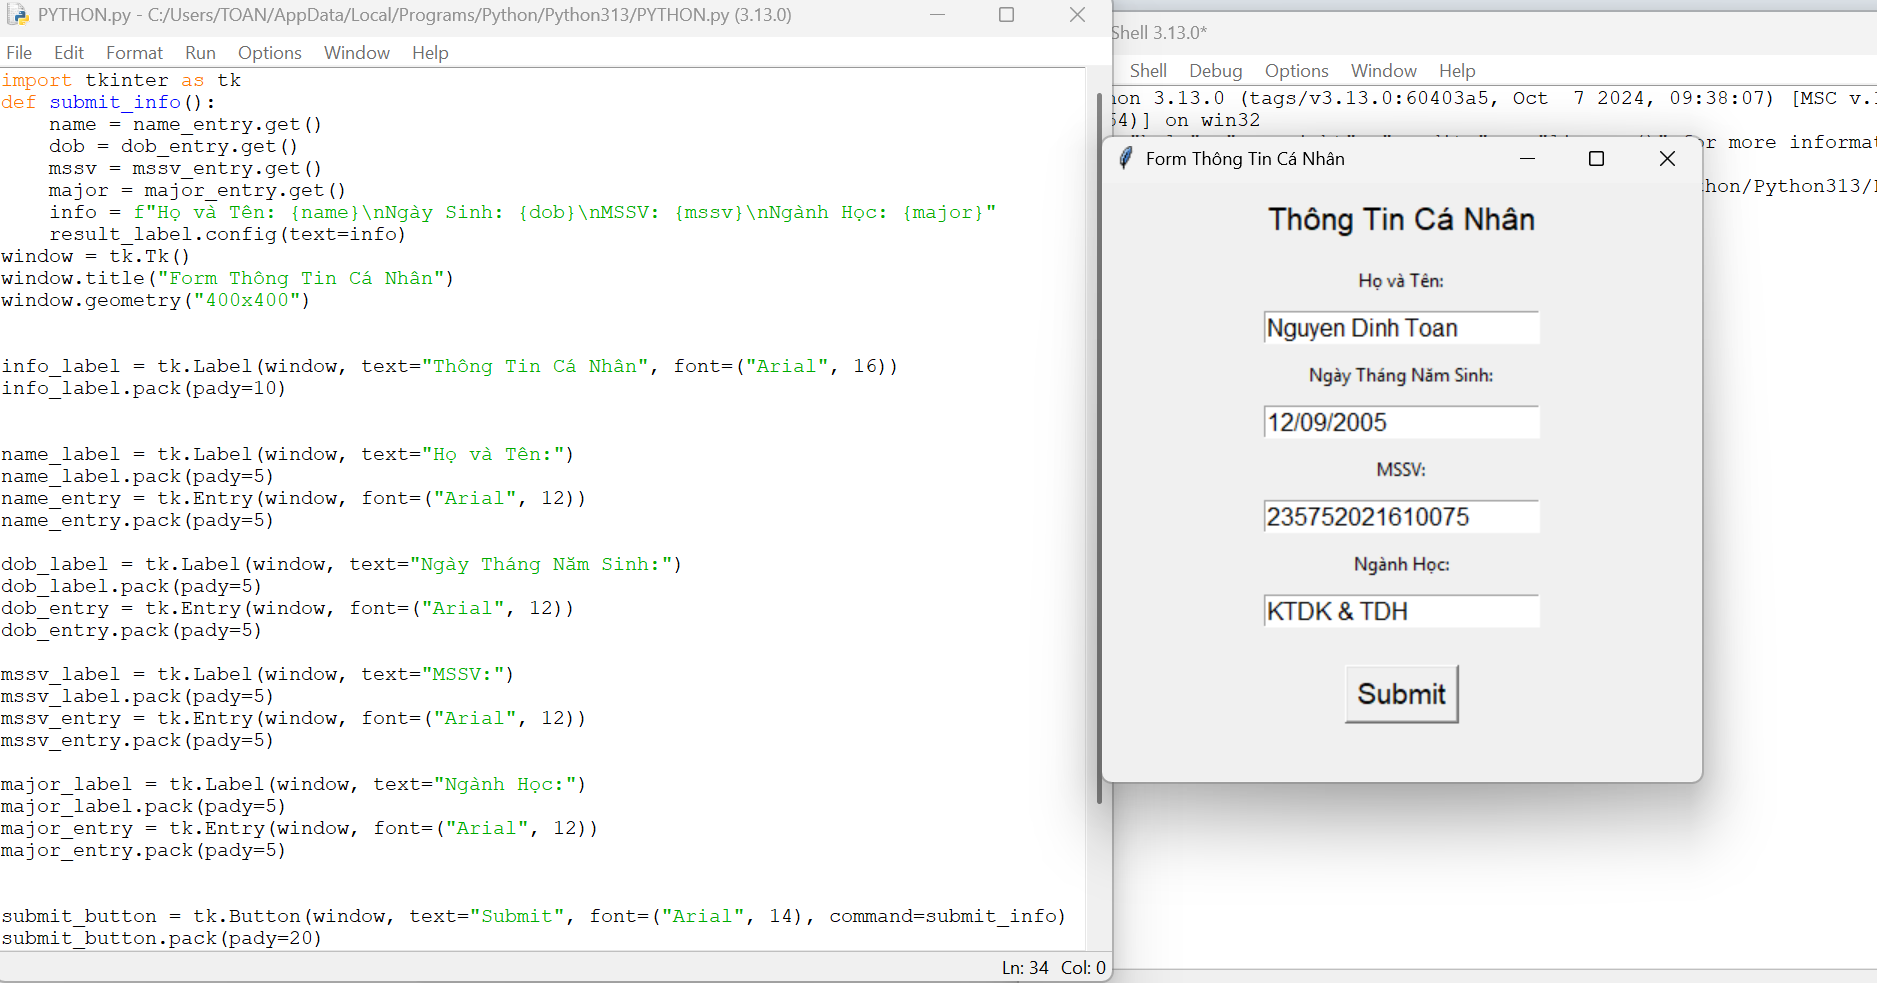 PYTHON.py - C:/Users/TOAN/AppData/Local/Programs/Python/Python313/PYTHON.py (3.13.0)
File Edit Format Run Options Window Help
import tkinter as tk
def submit_info():
    name = name_entry.get()
    dob = dob_entry.get()
    mssv = mssv_entry.get()
    major = major_entry.get()
    info = f"Họ và Tên: {name}\nNgày Sinh: {dob}\nMSSV: {mssv}\nNgành Học: {major}"
    result_label.config(text=info)
window = tk.Tk()
window.title("Form Thông Tin Cá Nhân")
window.geometry("400x400")
info_label = tk.Label(window, text="Thông Tin Cá Nhân", font=("Arial", 16))
info_label.pack(pady=10)
name_label = tk.Label(window, text="Họ và Tên:")
name_label.pack(pady=5)
name_entry = tk.Entry(window, font=("Arial", 12))
name_entry.pack(pady=5)
dob_label = tk.Label(window, text="Ngày Tháng Năm Sinh:")
dob_label.pack(pady=5)
dob_entry = tk.Entry(window, font=("Arial", 12))
dob_entry.pack(pady=5)
mssv_label = tk.Label(window, text="MSSV:")
mssv_label.pack(pady=5)
mssv_entry = tk.Entry(window, font=("Arial", 12))
mssv_entry.pack(pady=5)
major_label = tk.Label(window, text="Ngành Học:")
major_label.pack(pady=5)
major_entry = tk.Entry(window, font=("Arial", 12))
major_entry.pack(pady=5)
submit_button = tk.Button(window, text="Submit", font=("Arial", 14), command=submit_info)
submit_button.pack(pady=20)
Ln: 34 Col: 0
Shell 3.13.0*
Shell Debug Options Window Help
3.13.0 (tags/v3.13.0:60403a5, Oct  7 2024, 09:38:07) [MSC
on win32
more
Form Thông Tin Cá Nhân
Thông Tin Cá Nhân
Họ và Tên:
Nguyen Dinh Toan
Ngày Tháng Năm Sinh:
12/09/2005
MSSV:
235752021610075
Ngành Học:
KTDK & TDH
Submit